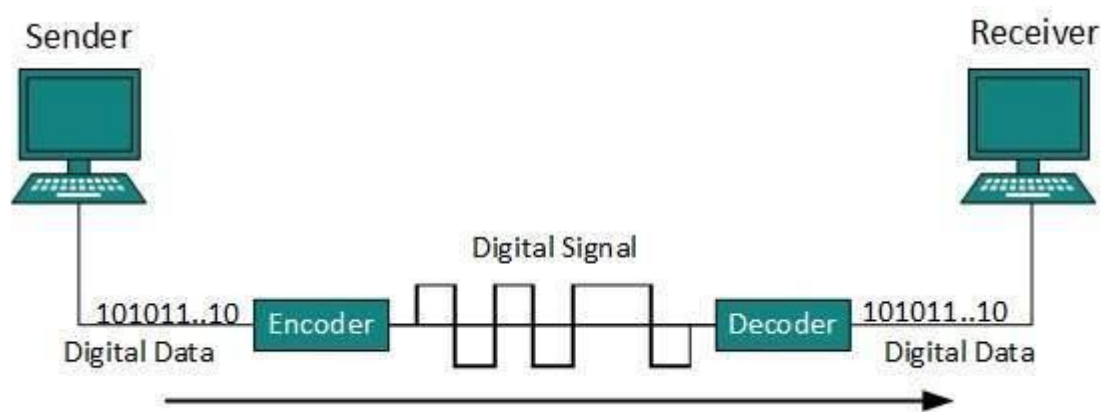 Sender
Receiver
Digital Signal
101011..10
Encoder
Decoder
101011..10
Digital Data
Digital Data